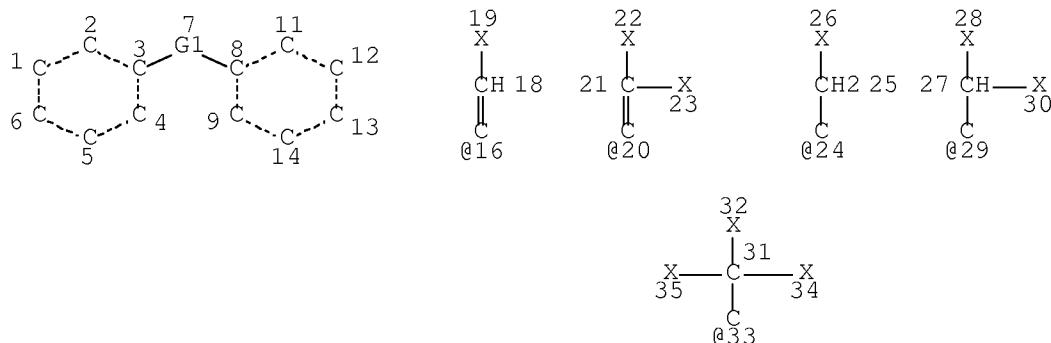 2 7 11 19 22 26 28
C G1 C X X X X
1 3 8 12
C C C C
CH 18 21 C X CH2 25 27 CH X
23 30
6 C C 4 9 C C 13
C C C C C C
5 14 @16 @20 @24 @29
32
X
31
X C X
35 34
C
@33